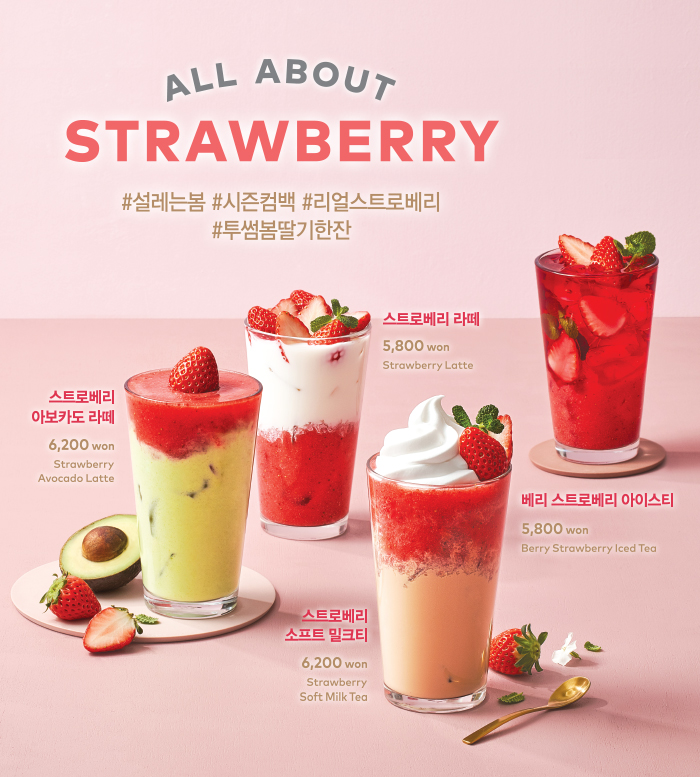 ALL ABOUT
STRAWBERRY
#설레는봄 #시즌컴백 #리얼스트로베리
#투썸봄딸기한잔
스트로베리 라떼
5,800 won
Strawberry Latte
스트로베리
아보카도 라떼
6,200 won
Strawberry
Avocado Latte
베리 스트로베리 아이스티
5,800 won
Berry Strawberry Iced Tea
스트로베리
소프트 밀크티
6,200 won
Strawberry
Soft Milk Tea